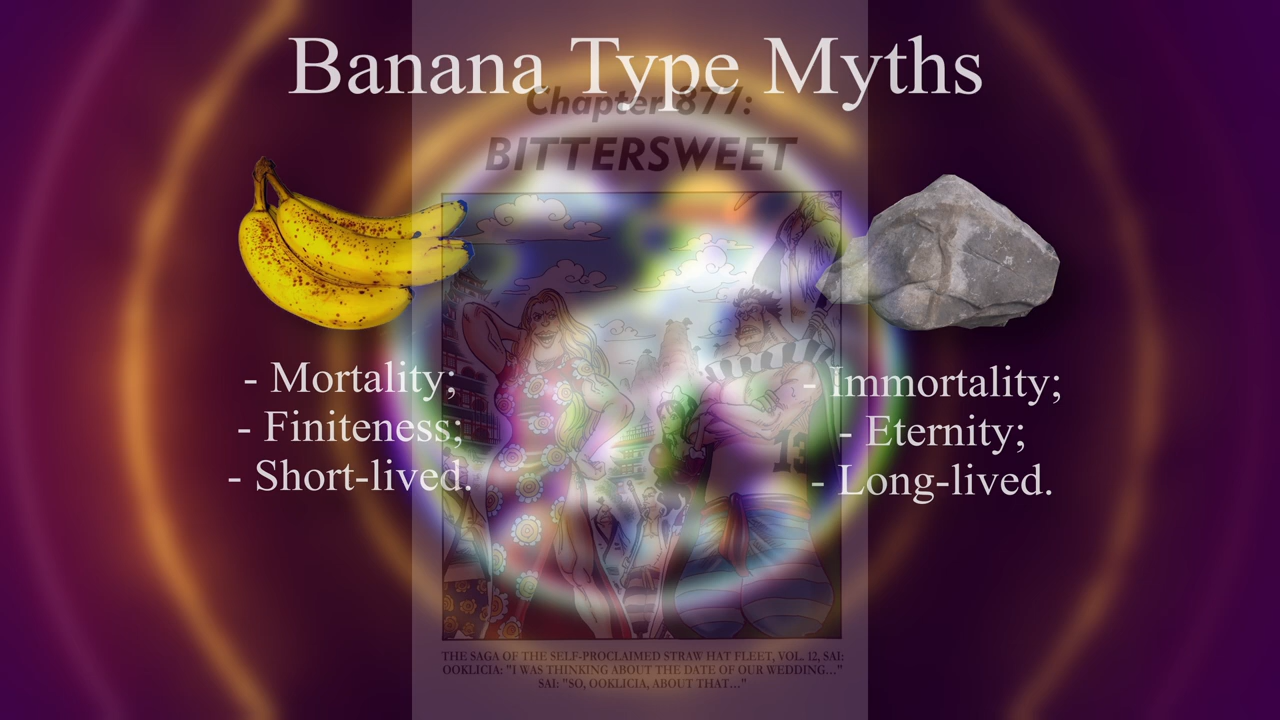 Banana Type Myths
Chapter 877:
BITTERSWEET
- Mortality;
- Finiteness;
- Short-lived.
- Immortality;
- Eternity;
- Long-lived.
13
THE SAGA OF THE SELF-PROCLAIMED STRAW HAT FLEET, VOL. 12, SAI:
OOKLICIA: "I WAS THINKING ABOUT THE DATE OF OUR WEDDING..."
SAI: "SO, OOKLICIA, ABOUT THAT..."